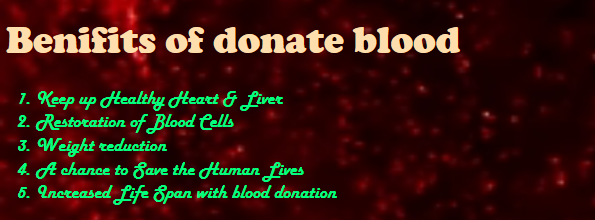 Benifits of donate blood
1. Keep up Healthy Heart & Liver
2. Restoration of Blood Cells
3. Weight reduction
4. A chance to Save the Human Lives
5. Increased Life Span with blood donation